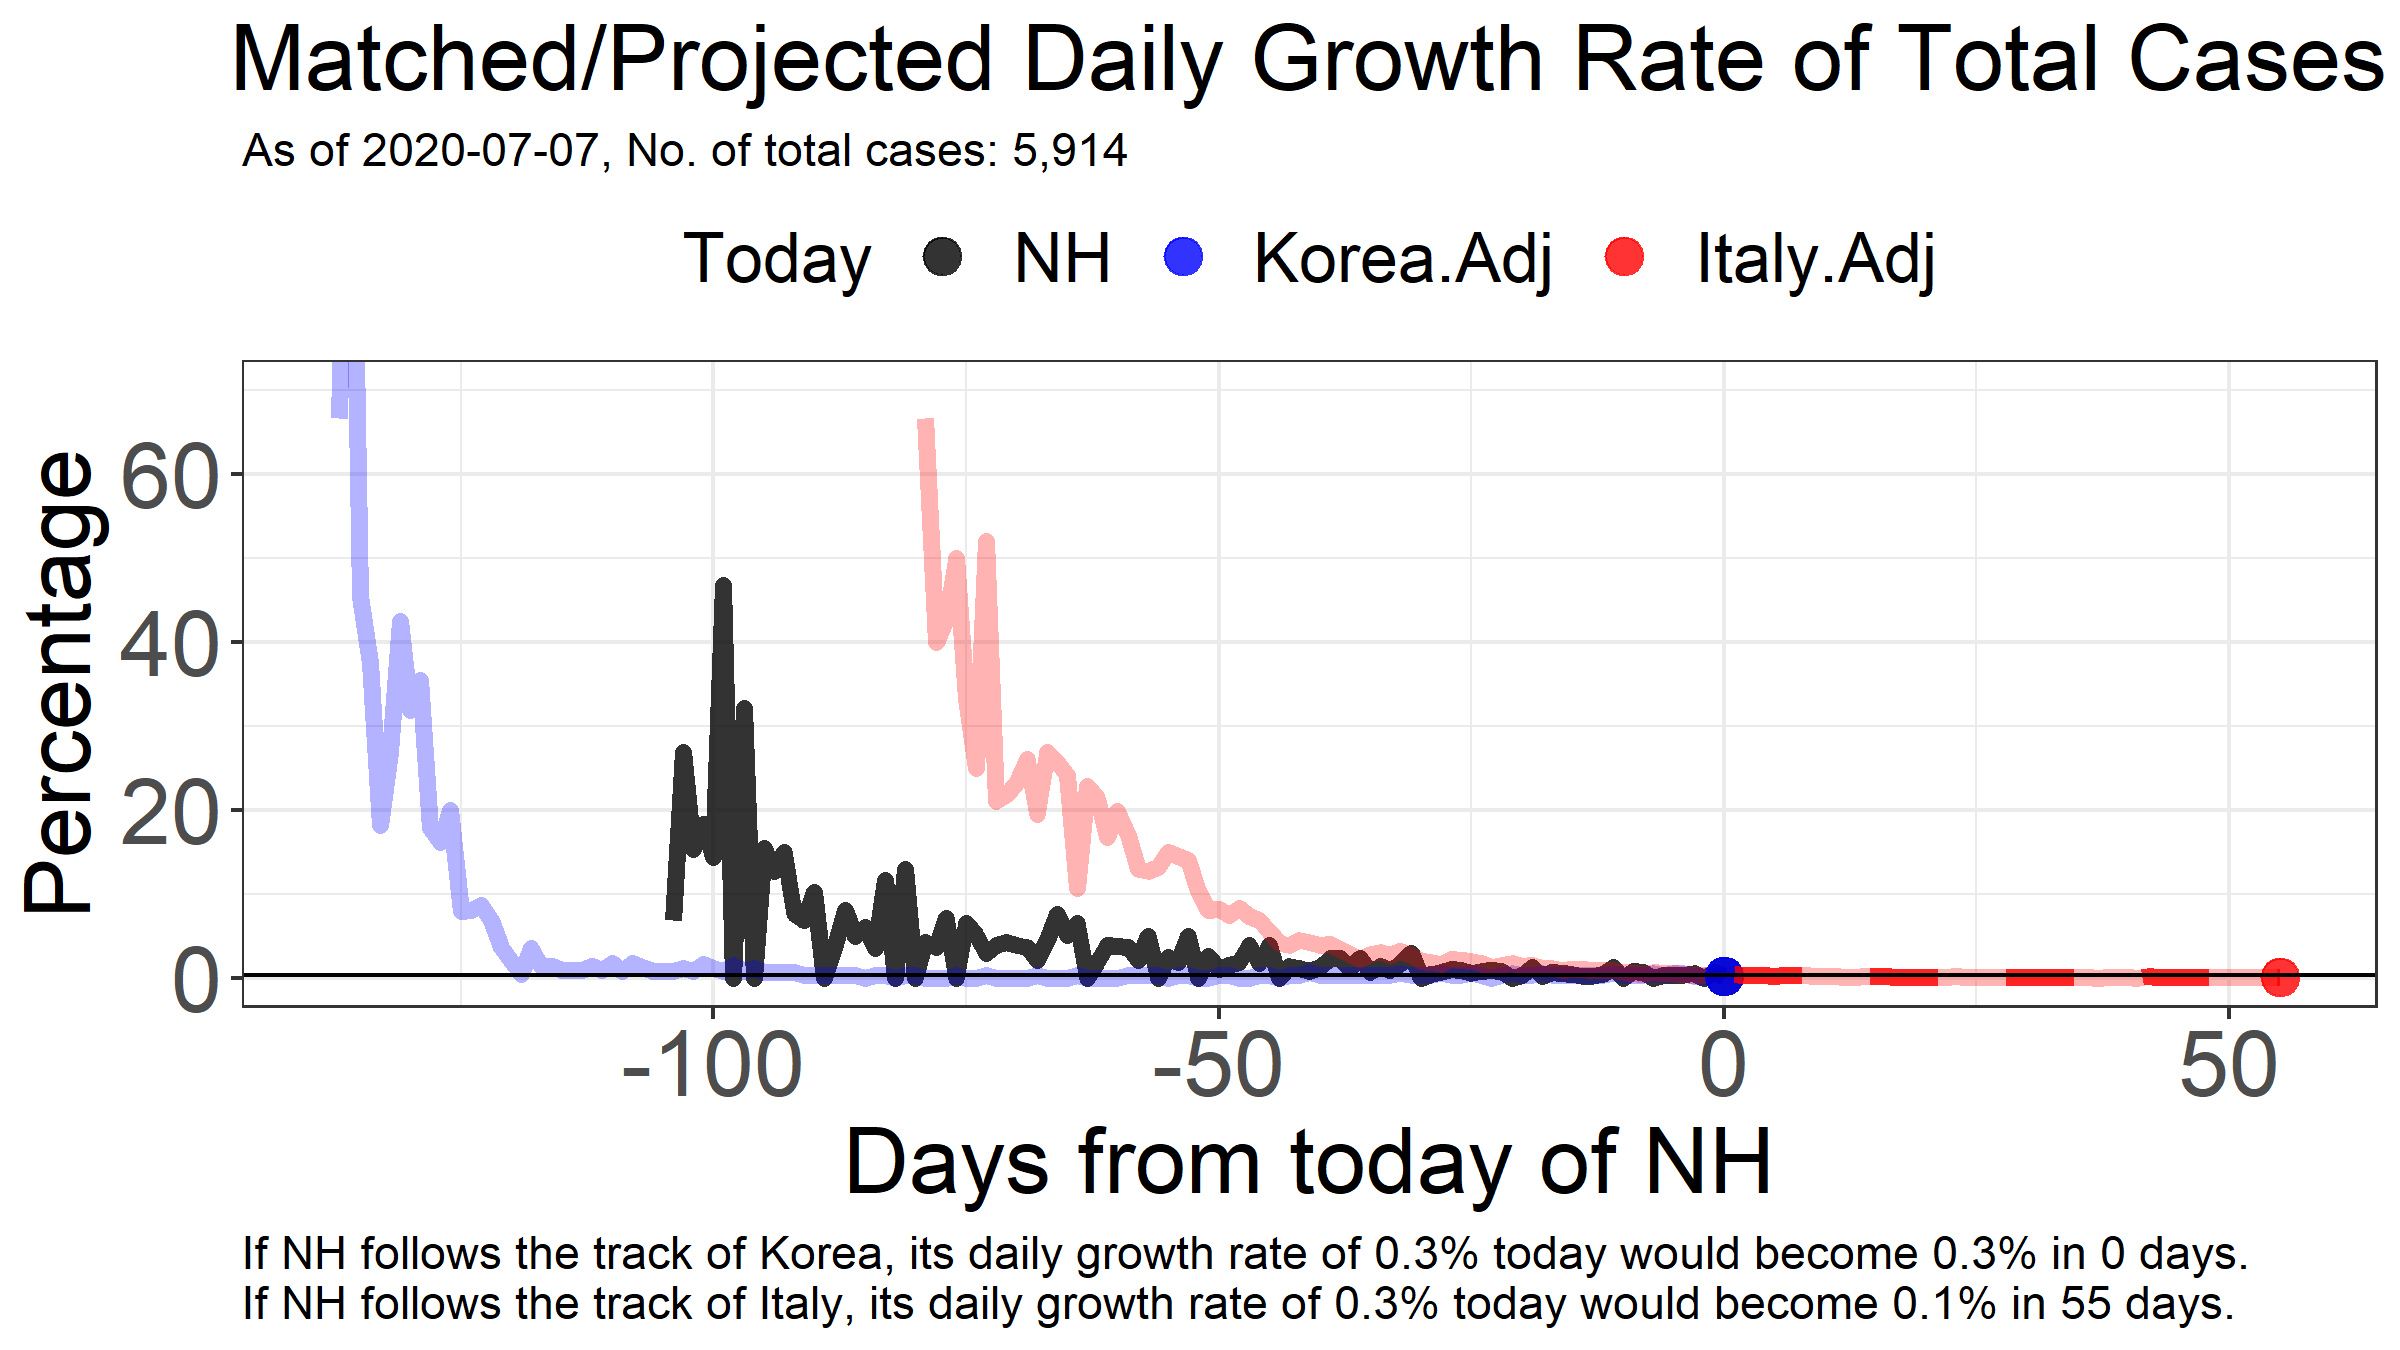 Matched/Projected Daily Growth Rate of Total Cases
As of 2020-07-07, No. of total cases: 5,914
Today NH Korea.Adj Italy.Adj
Percentage
60
40
20
0
-100 -50 0 50
Days from today of NH
If NH follows the track of Korea, its daily growth rate of 0.3% today would become 0.3% in 0 days.
If NH follows the track of Italy, its daily growth rate of 0.3% today would become 0.1% in 55 days.